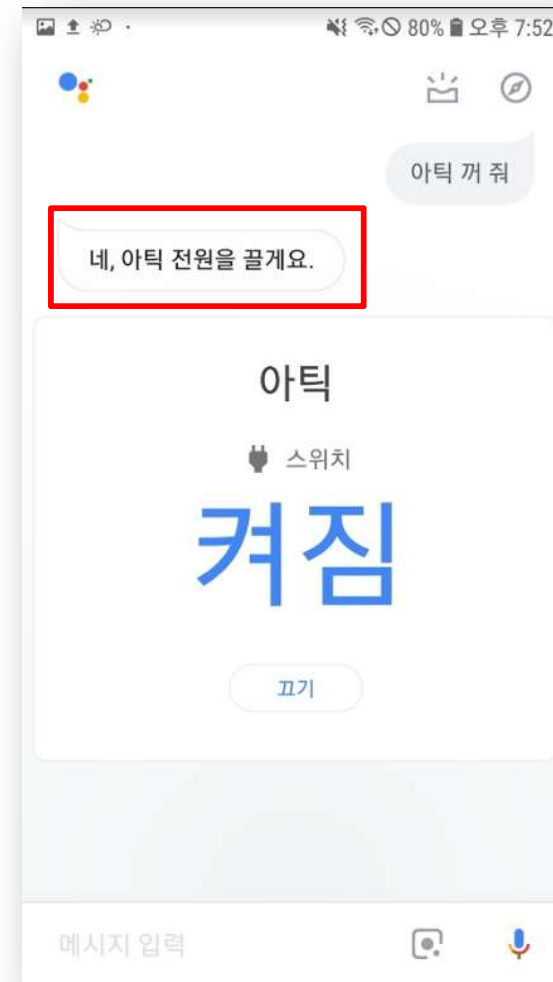 80% 오후 7:52
아틱 꺼 줘
네, 아틱 전원을 끌게요.
아틱
스위치
켜짐
끄기
메시지 입력